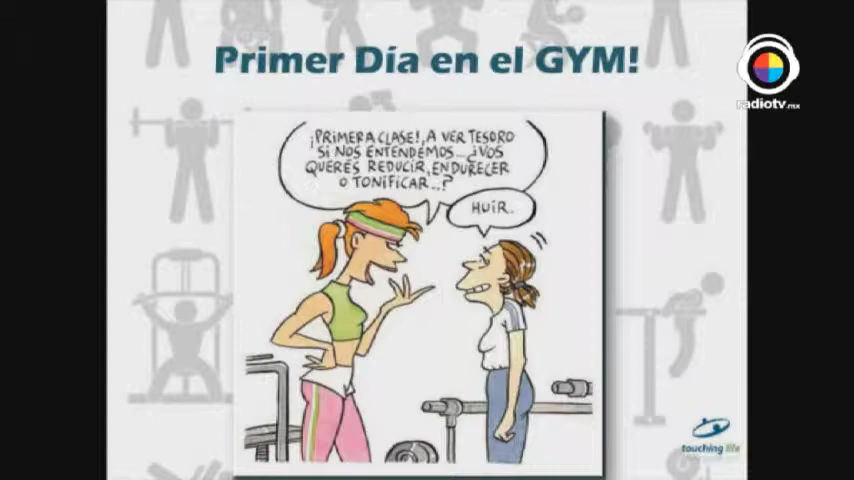 Primer Día en el GYM!
radiotv.mx
¡PRIMERA CLASE!, A VER TESORO
SI NOS ENTENDEMOS... ¿VOS
QUERÉS REDUCIR, ENDURECER
O TONIFICAR..?
HUIR.
touching life